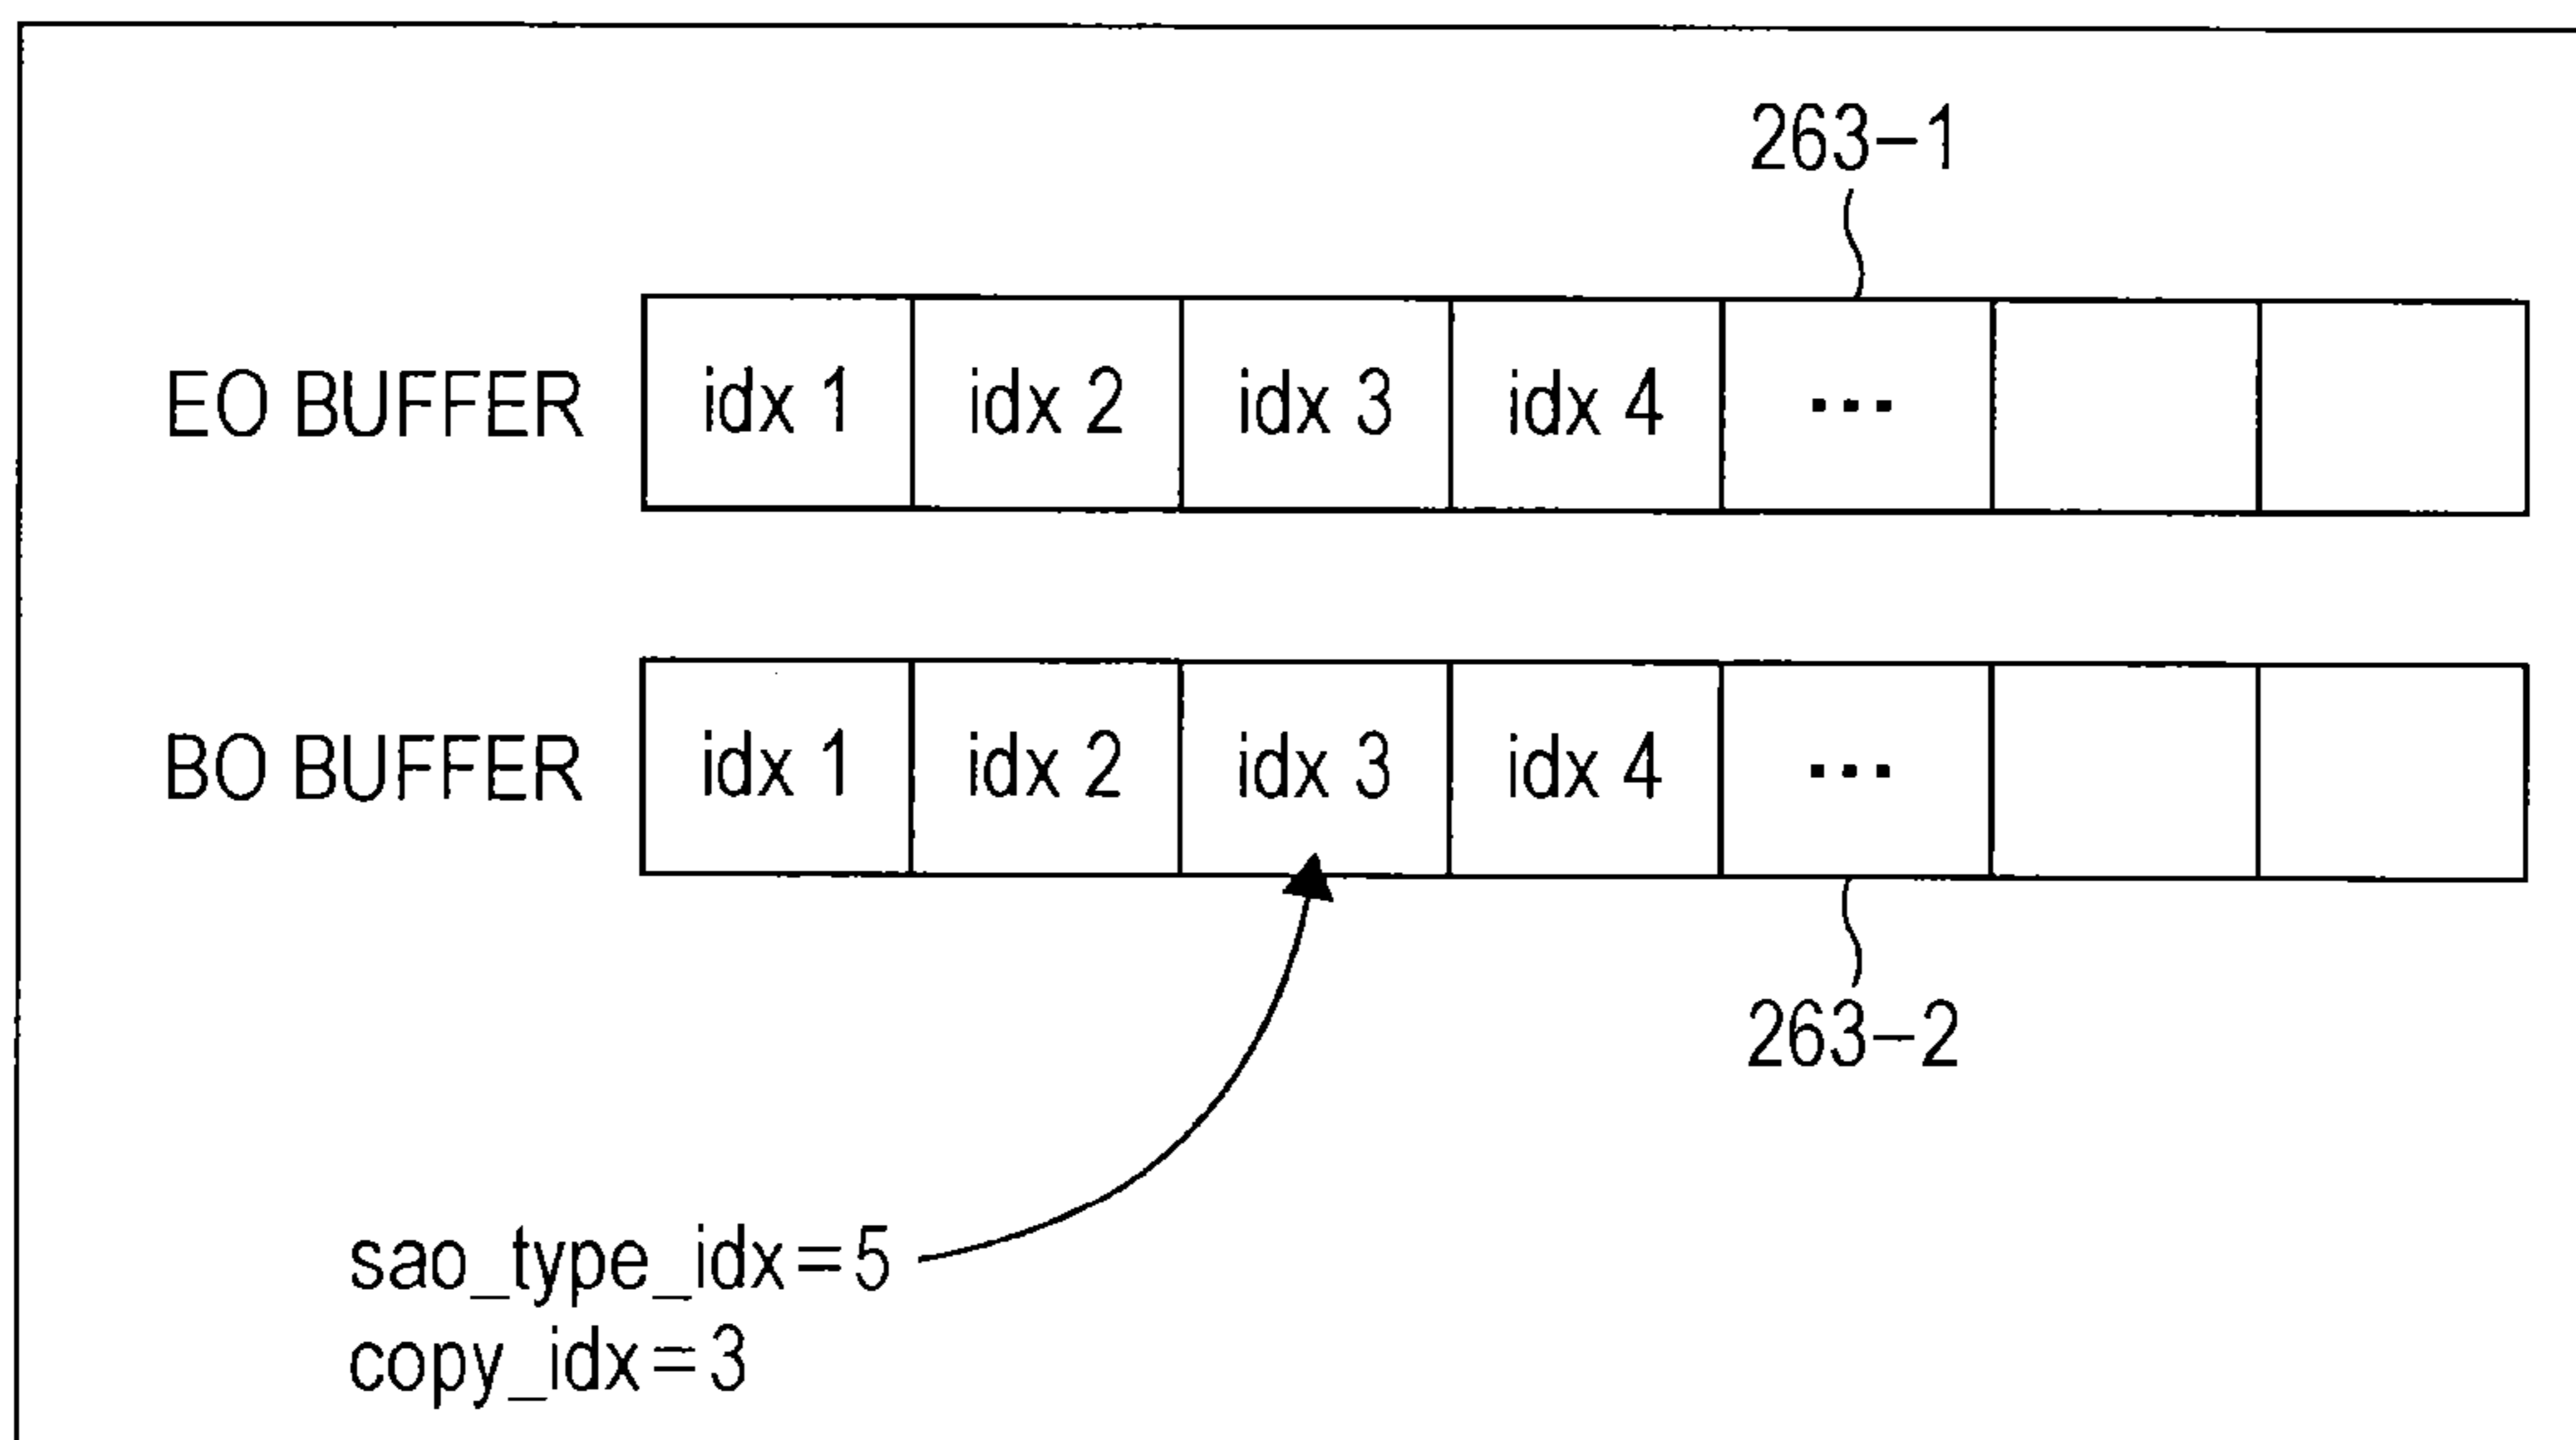 263-1
EO BUFFER idx 1 idx 2 idx 3 idx 4 ...
BO BUFFER idx 1 idx 2 idx 3 idx 4 ...
263-2
sao_type_idx=5
copy_idx=3